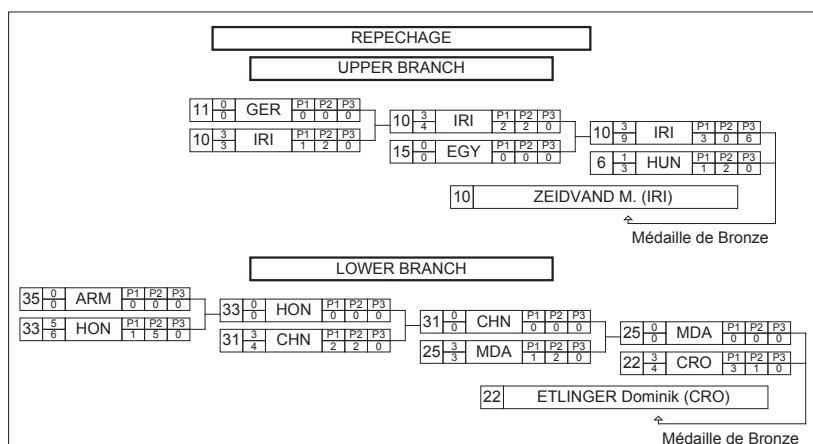 REPECHAGE
UPPER BRANCH
11 0 0 GER P1 P2 P3 0 0 0
10 3 3 IRI P1 P2 P3 1 2 0
10 3 4 IRI P1 P2 P3 2 2 0
15 0 0 EGY P1 P2 P3 0 0 0
10 3 9 IRI P1 P2 P3 3 0 6
6 1 3 HUN P1 P2 P3 1 2 0
10 ZEIDVAND M. (IRI)
Médaille de Bronze
LOWER BRANCH
35 0 0 ARM P1 P2 P3 0 0 0
33 5 6 HON P1 P2 P3 1 5 0
33 0 0 HON P1 P2 P3 0 0 0
31 3 4 CHN P1 P2 P3 2 2 0
31 0 0 CHN P1 P2 P3 0 0 0
25 3 3 MDA P1 P2 P3 1 2 0
25 0 0 MDA P1 P2 P3 0 0 0
22 3 4 CRO P1 P2 P3 3 1 0
22 ETLINGER Dominik (CRO)
Médaille de Bronze